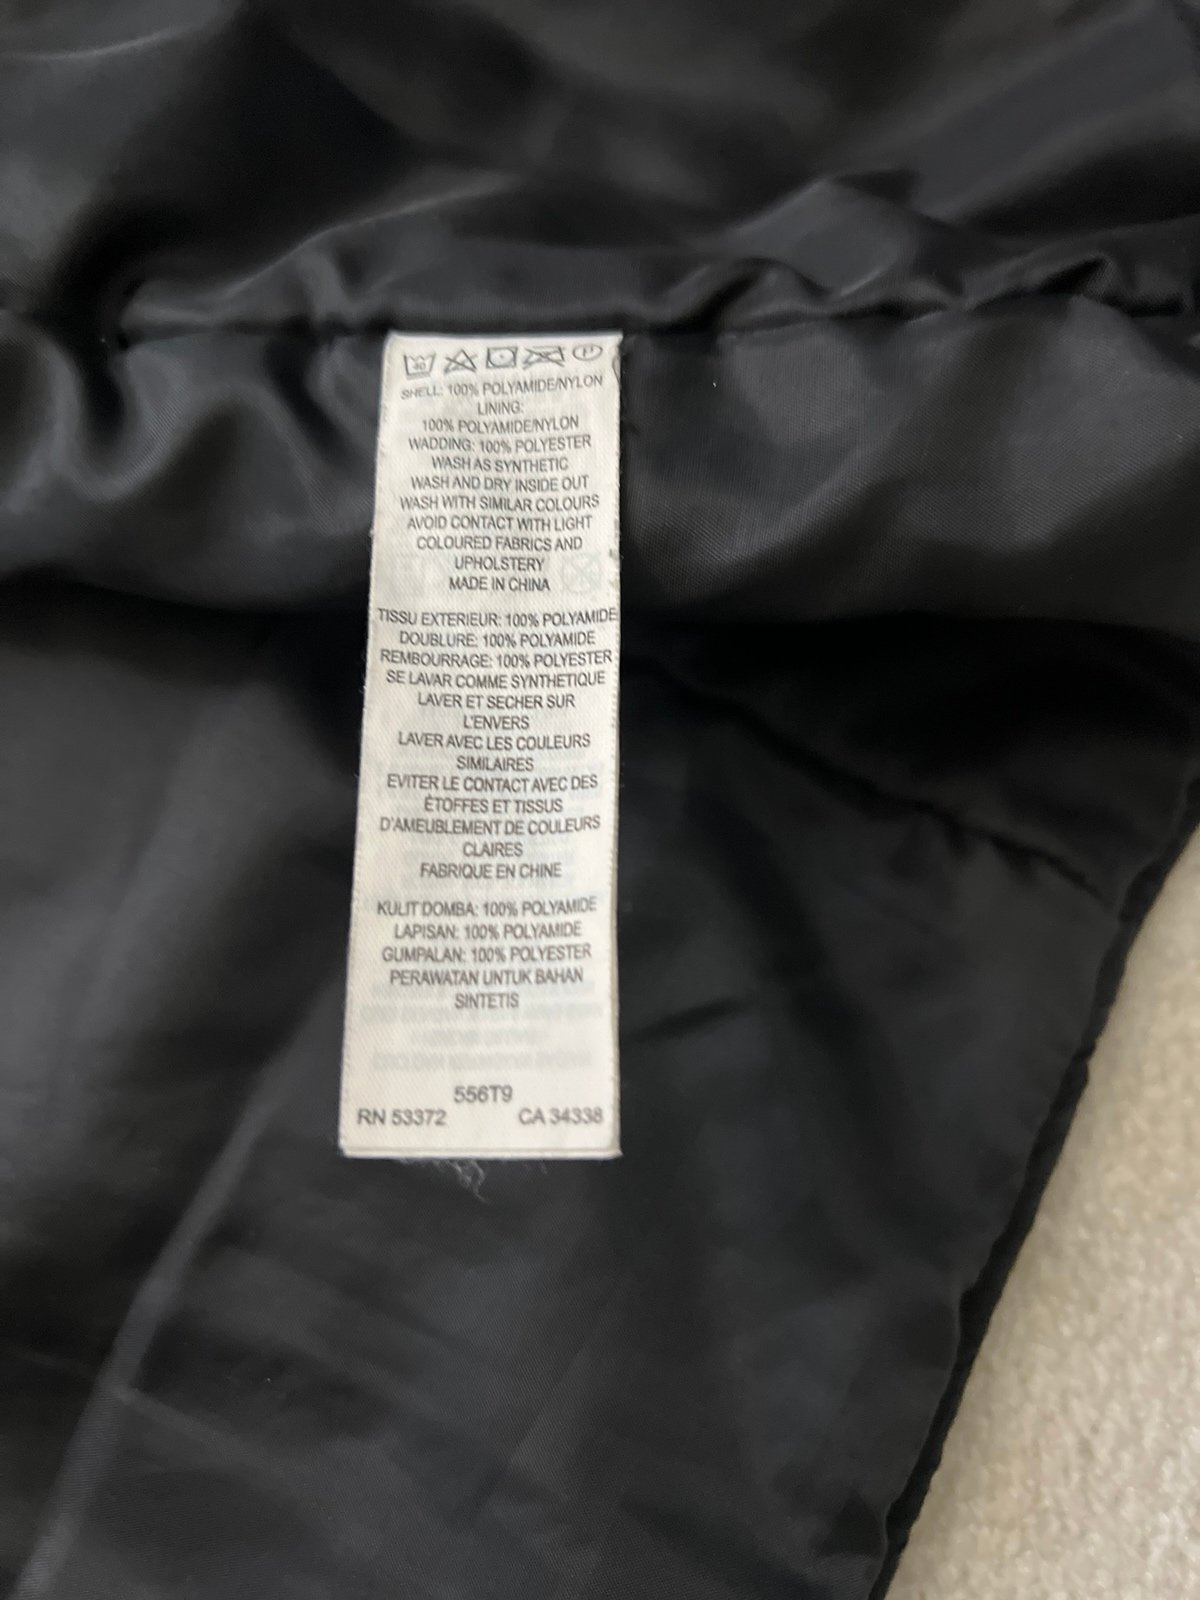 40
P
SHELL: 100% POLYAMIDE/NYLON
LINING:
100% POLYAMIDE/NYLON
WADDING: 100% POLYESTER
WASH AS SYNTHETIC
WASH AND DRY INSIDE OUT
WASH WITH SIMILAR COLOURS
AVOID CONTACT WITH LIGHT
COLOURED FABRICS AND
UPHOLSTERY
MADE IN CHINA
TISSU EXTERIEUR: 100% POLYAMIDE
DOUBLURE: 100% POLYAMIDE
REMBOURRAGE: 100% POLYESTER
SE LAVAR COMME SYNTHETIQUE
LAVER ET SECHER SUR
L'ENVERS
LAVER AVEC LES COULEURS
SIMILAIRES
EVITER LE CONTACT AVEC DES
ÉTOFFES ET TISSUS
D'AMEUBLEMENT DE COULEURS
CLAIRES
FABRIQUE EN CHINE
KULIT DOMBA: 100% POLYAMIDE
LAPISAN: 100% POLYAMIDE
GUMPALAN: 100% POLYESTER
PERAWATAN UNTUK BAHAN
SINTETIS
556T9
RN 53372 CA 34338